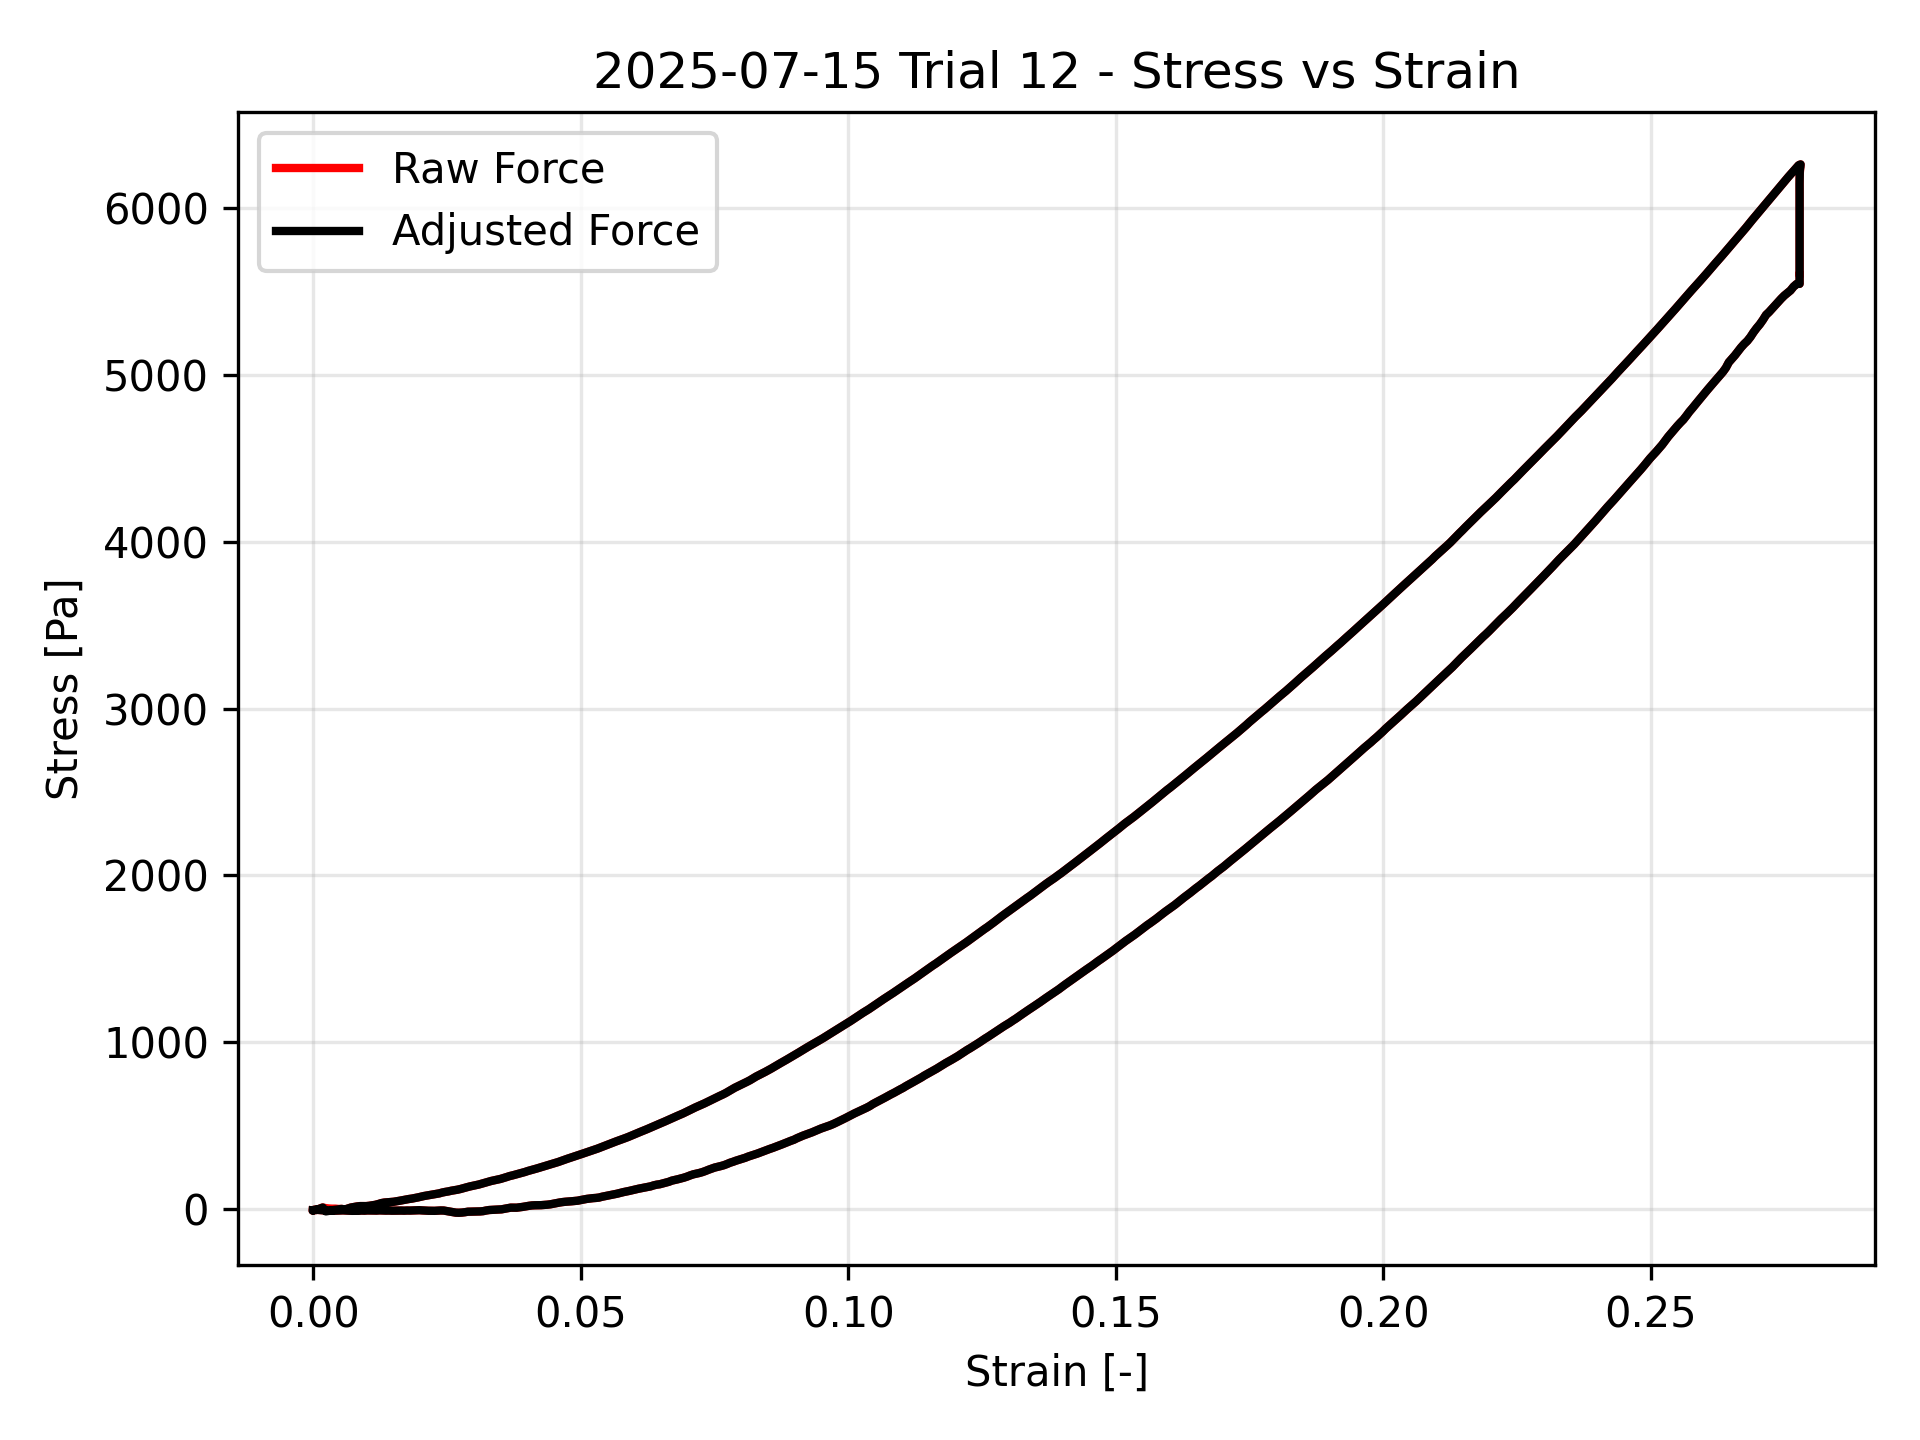 2025-07-15 Trial 12 - Stress vs Strain
Raw Force
Adjusted Force
6000
5000
4000
3000
2000
1000
0
Stress [Pa]
0.00 0.05 0.10 0.15 0.20 0.25
Strain [-]